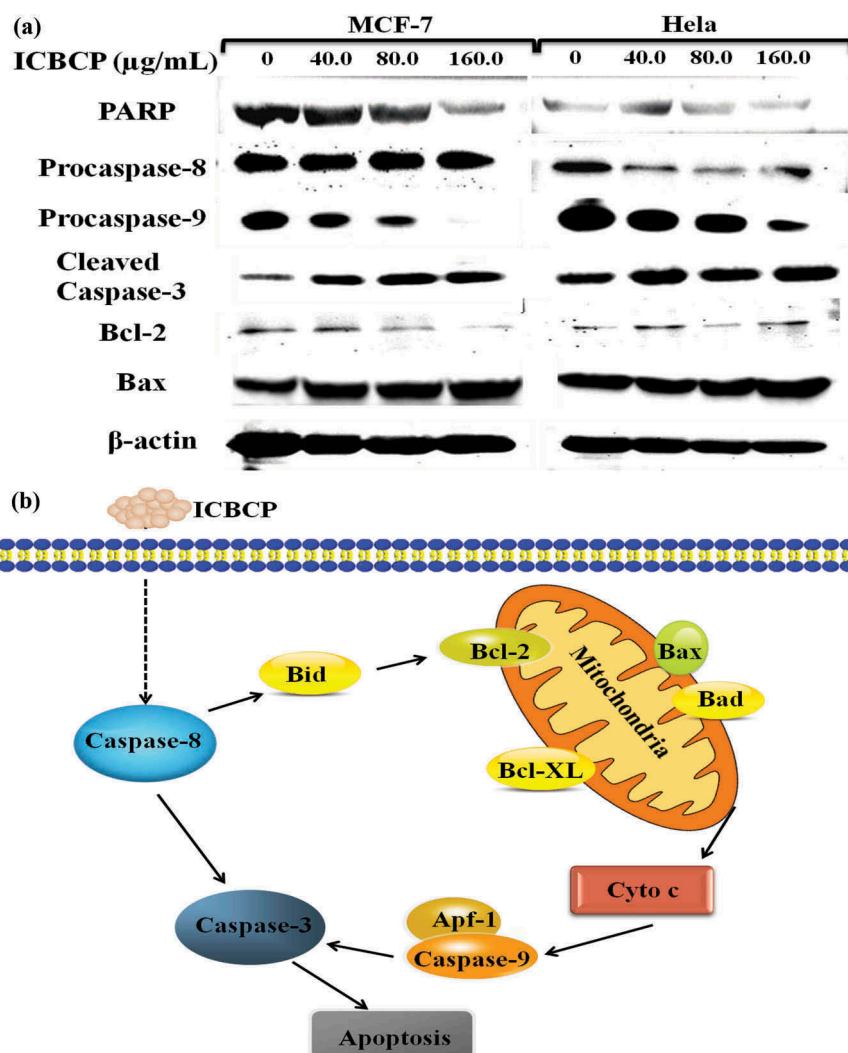 (a)
MCF-7 Hela
ICBCP (µg/mL) 0 40.0 80.0 160.0 0 40.0 80.0 160.0
PARP
Procaspase-8
Procaspase-9
Cleaved
Caspase-3
Bcl-2
Bax
β-actin
(b)
ICBCP
Bcl-2
Bax
Bid
Mitochondria
Bad
Caspase-8
Bcl-XL
Cyto c
Caspase-3
Apf-1
Caspase-9
Apoptosis